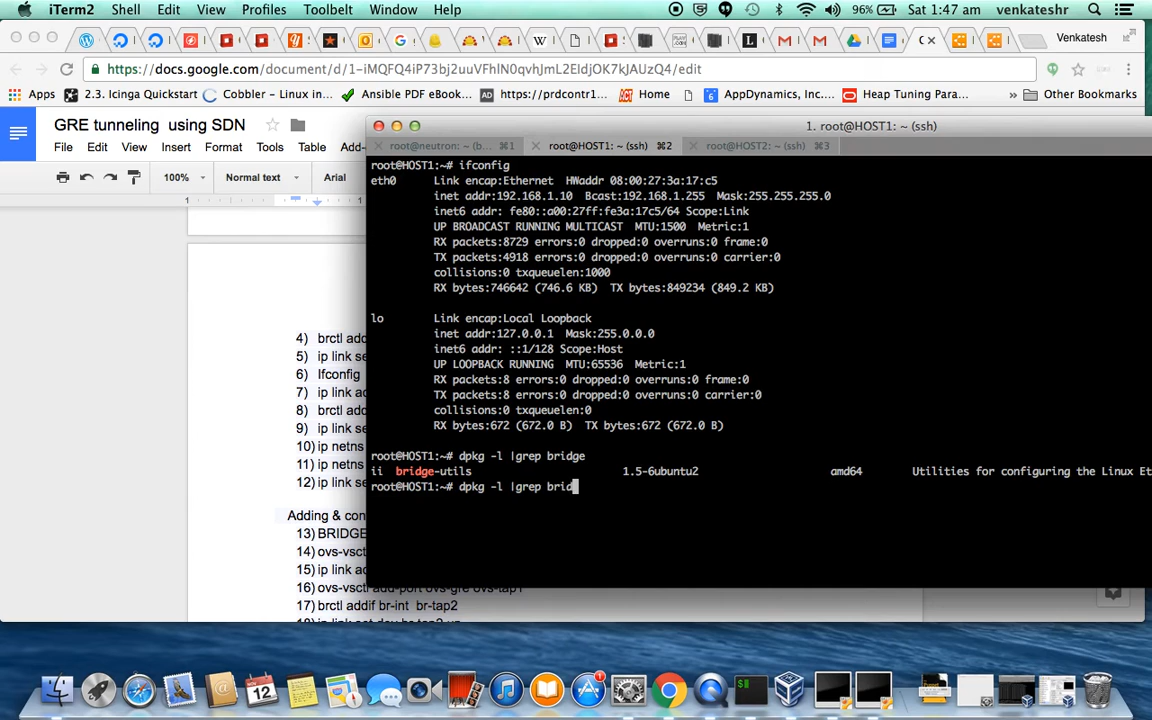 iTerm2 Shell Edit View Profiles Toolbelt Window Help 96% Sat 1:47 am venkateshr
Venkatesh
https://docs.google.com/document/d/1-iMQFQ4iP73bj2uuVFhlN0qvhJmL2EIdjOK7kJAUzQ4/edit
Apps 2.3. Icinga Quickstart Cobbler – Linux in... Ansible PDF eBook... https://prdcontr1... Home AppDynamics, Inc.... Heap Tuning Para... » Other Bookmarks
GRE tunneling using SDN
File Edit View Insert Format Tools Add-
100% Normal text Arial
1. root@HOST1: ~ (ssh)
root@neutron: ~ (b... ⌘1 root@HOST1: ~ (ssh) ⌘2 root@HOST2: ~ (ssh) ⌘3
root@HOST1:~# ifconfig
eth0 Link encap:Ethernet HWaddr 08:00:27:3a:17:c5
inet addr:192.168.1.10 Bcast:192.168.1.255 Mask:255.255.255.0
inet6 addr: fe80::a00:27ff:fe3a:17c5/64 Scope:Link
UP BROADCAST RUNNING MULTICAST MTU:1500 Metric:1
RX packets:8729 errors:0 dropped:0 overruns:0 frame:0
TX packets:4918 errors:0 dropped:0 overruns:0 carrier:0
collisions:0 txqueuelen:1000
RX bytes:746642 (746.6 KB) TX bytes:849234 (849.2 KB)
lo Link encap:Local Loopback
inet addr:127.0.0.1 Mask:255.0.0.0
inet6 addr: ::1/128 Scope:Host
UP LOOPBACK RUNNING MTU:65536 Metric:1
RX packets:8 errors:0 dropped:0 overruns:0 frame:0
TX packets:8 errors:0 dropped:0 overruns:0 carrier:0
collisions:0 txqueuelen:0
RX bytes:672 (672.0 B) TX bytes:672 (672.0 B)
root@HOST1:~# dpkg -l |grep bridge
ii bridge-utils 1.5-6ubuntu2 amd64 Utilities for configuring the Linux Et
root@HOST1:~# dpkg -l |grep brid
4) brctl add
5) ip link se
6) Ifconfig
7) ip link ad
8) brctl add
9) ip link se
10) ip netns
11) ip netns
12) ip link se
Adding & con
13) BRIDGE
14) ovs-vsct
15) ip link ad
16) ovs-vsctl add-port ovs-gre ovs-tap1
17) brctl addif br-int br-tap2
18) ip link set dev br-tap2 up